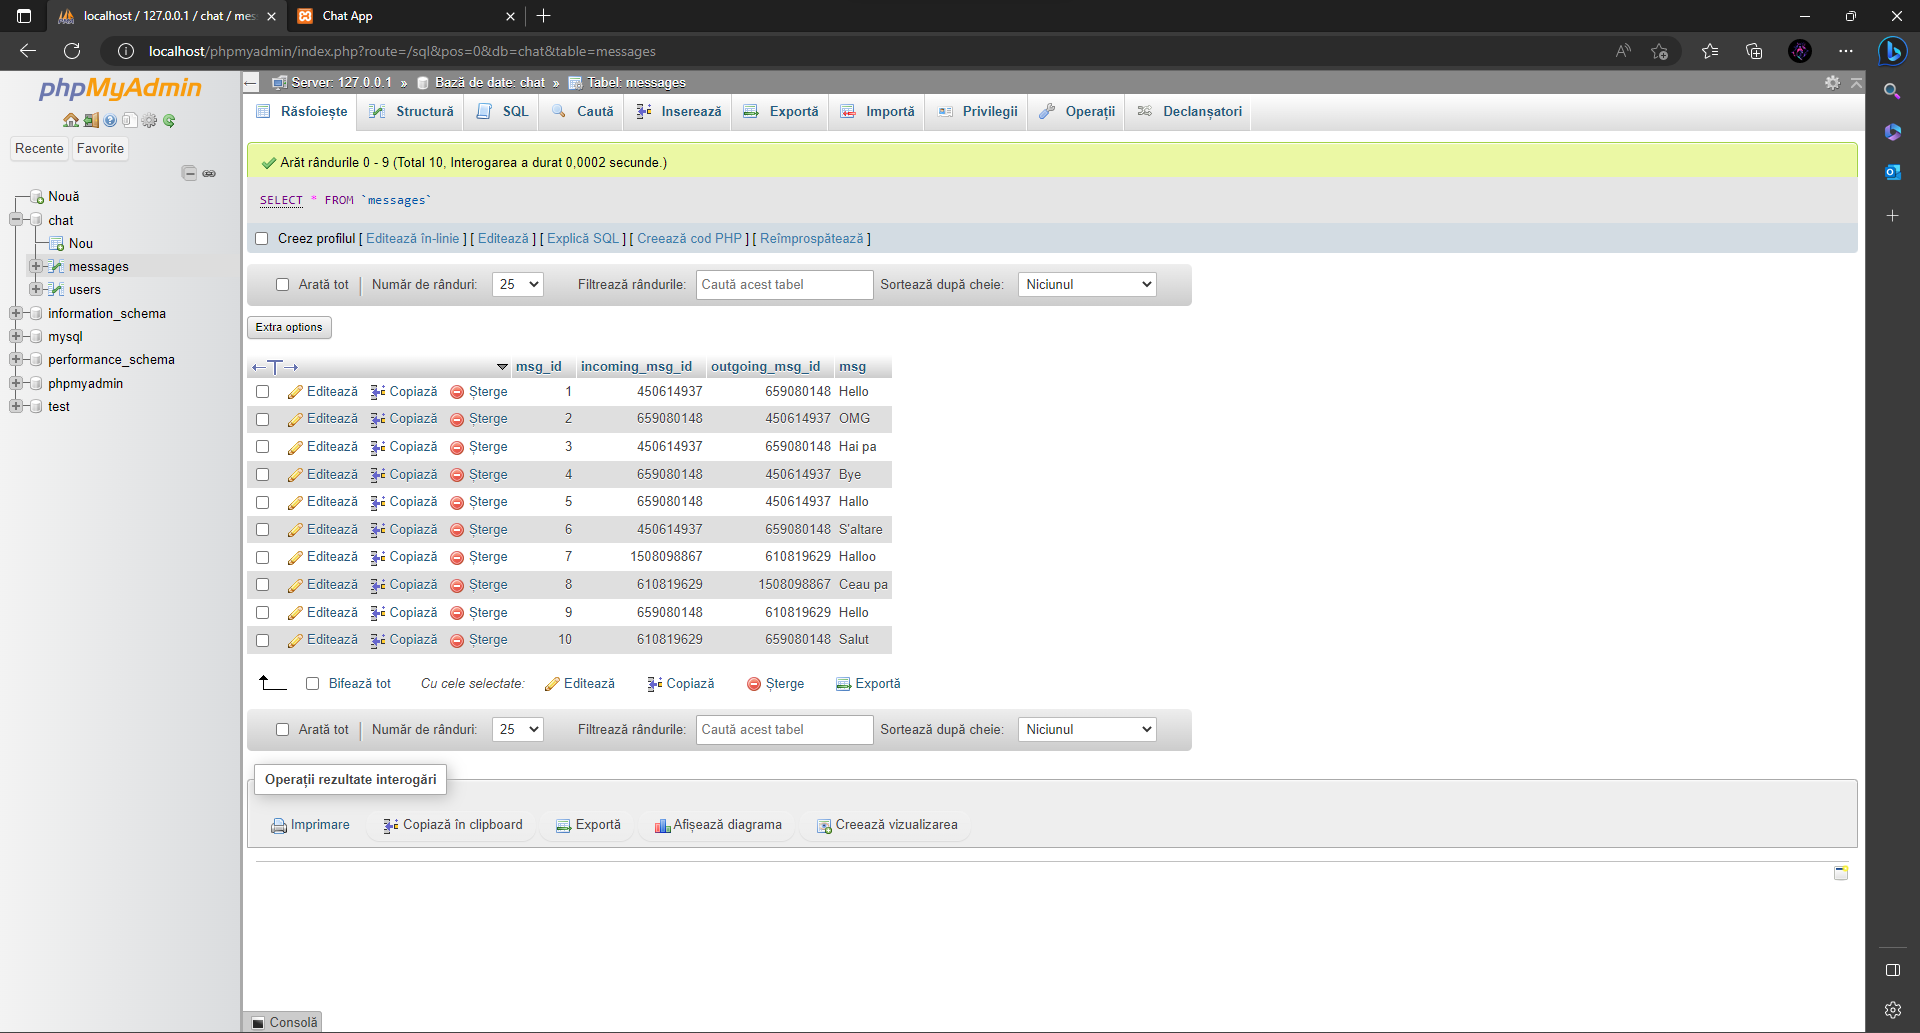 localhost / 127.0.0.1 / chat / mes
Chat App
localhost/phpmyadmin/index.php?route=/sql&pos=0&db=chat&table=messages
phpMyAdmin
Recente Favorite
Nouă
chat
Nou
messages
users
information_schema
mysql
performance_schema
phpmyadmin
test
Server: 127.0.0.1 » Bază de date: chat » Tabel: messages
Răsfoiește Structură SQL Caută Inserează Exportă Importă Privilegii Operații Declanșatori
Arăt rândurile 0 - 9 (Total 10, Interogarea a durat 0,0002 secunde.)
SELECT * FROM `messages`
Creez profilul [ Editează în-linie ] [ Editează ] [ Explică SQL ] [ Creează cod PHP ] [ Reîmprospătează ]
Arată tot Număr de rânduri: 25 Filtrează rândurile: Caută acest tabel Sortează după cheie: Niciunul
Extra options
←T→ msg_id incoming_msg_id outgoing_msg_id msg
Editează Copiază Șterge 1 450614937 659080148 Hello
Editează Copiază Șterge 2 659080148 450614937 OMG
Editează Copiază Șterge 3 450614937 659080148 Hai pa
Editează Copiază Șterge 4 659080148 450614937 Bye
Editează Copiază Șterge 5 659080148 450614937 Hallo
Editează Copiază Șterge 6 450614937 659080148 S'altare
Editează Copiază Șterge 7 1508098867 610819629 Halloo
Editează Copiază Șterge 8 610819629 1508098867 Ceau pa
Editează Copiază Șterge 9 659080148 610819629 Hello
Editează Copiază Șterge 10 610819629 659080148 Salut
Bifează tot Cu cele selectate: Editează Copiază Șterge Exportă
Arată tot Număr de rânduri: 25 Filtrează rândurile: Caută acest tabel Sortează după cheie: Niciunul
Operații rezultate interogări
Imprimare Copiază în clipboard Exportă Afișează diagrama Creează vizualizarea
Consolă